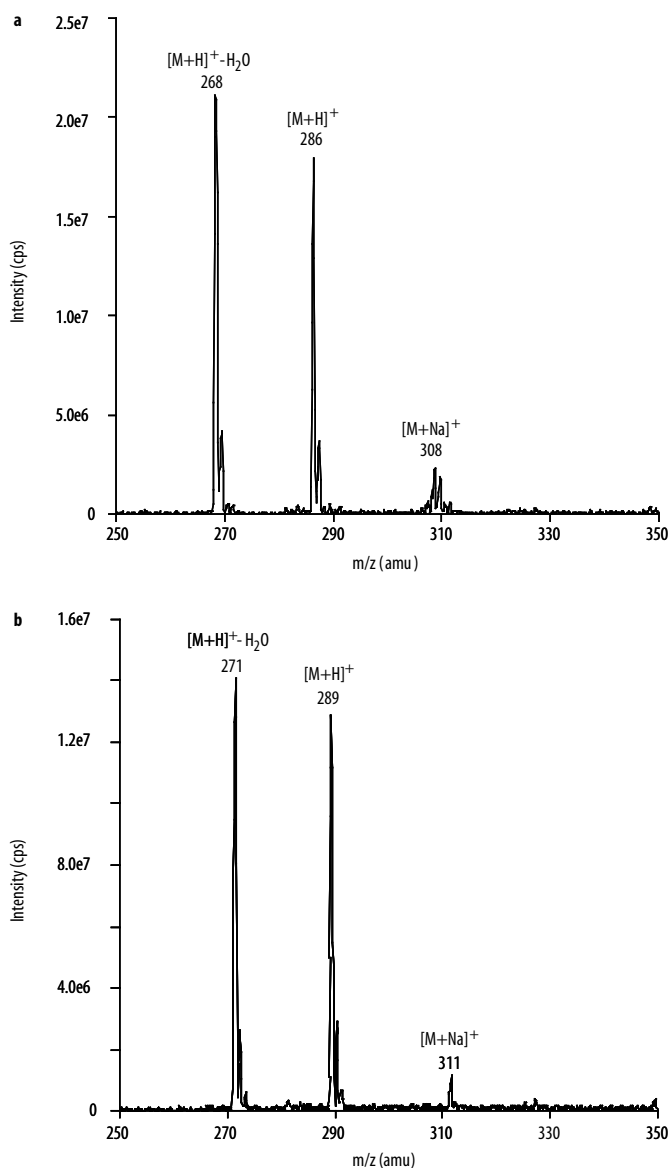 a
2.5e7
[M+H]⁺-H₂O
268
2.0e7
[M+H]⁺
286
1.5e7
Intensity (cps)
1.0e7
5.0e6
[M+Na]⁺
308
0
250 270 290 310 330 350
m/z (amu)
b
1.6e7
[M+H]⁺-H₂O
271
[M+H]⁺
289
1.2e7
Intensity (cps)
8.0e7
4.0e6
[M+Na]⁺
311
0
250 270 290 310 330 350
m/z (amu)